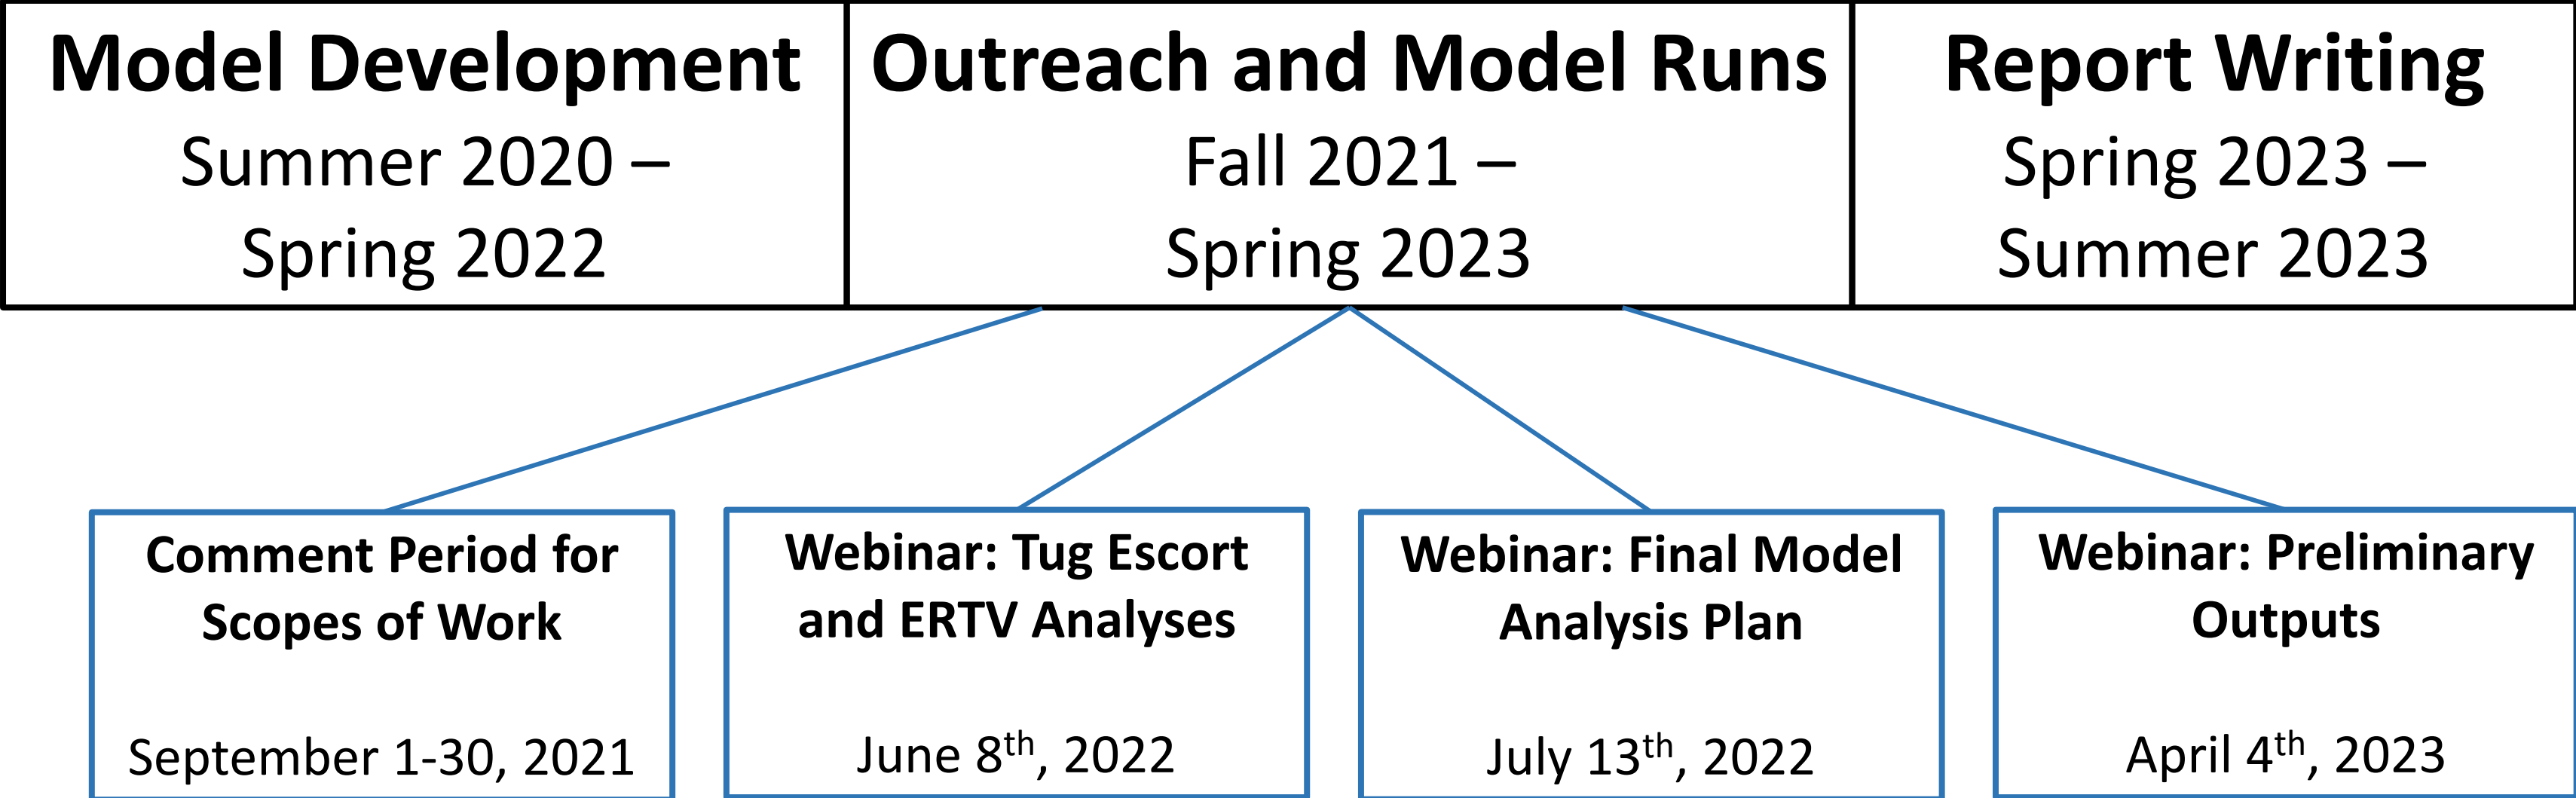 Model Development
Summer 2020 –
Spring 2022
Outreach and Model Runs
Fall 2021 –
Spring 2023
Report Writing
Spring 2023 –
Summer 2023
Comment Period for
Scopes of Work
September 1-30, 2021
Webinar: Tug Escort
and ERTV Analyses
June 8th, 2022
Webinar: Final Model
Analysis Plan
July 13th, 2022
Webinar: Preliminary
Outputs
April 4th, 2023